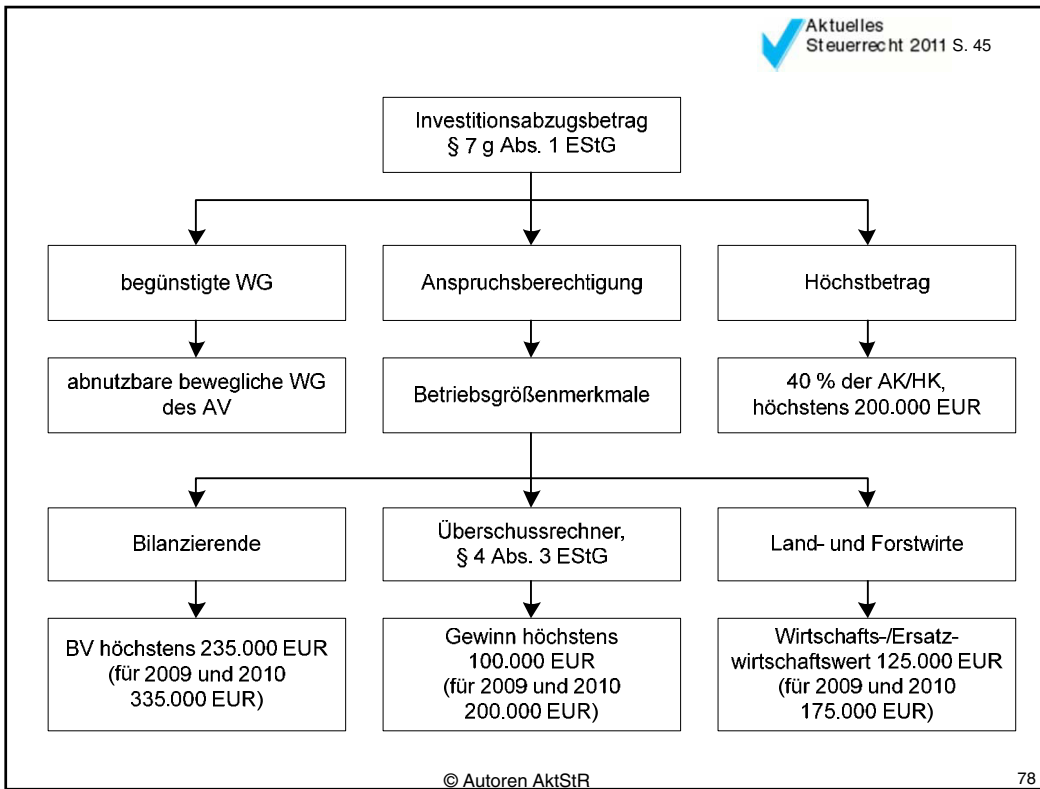 Aktuelles
Steuerrecht 2011 S. 45
Investitionsabzugsbetrag
§ 7 g Abs. 1 EStG
begünstigte WG
Anspruchsberechtigung
Höchstbetrag
abnutzbare bewegliche WG
des AV
Betriebsgrößenmerkmale
40 % der AK/HK,
höchstens 200.000 EUR
Bilanzierende
Überschussrechner,
§ 4 Abs. 3 EStG
Land- und Forstwirte
BV höchstens 235.000 EUR
(für 2009 und 2010
335.000 EUR)
Gewinn höchstens
100.000 EUR
(für 2009 und 2010
200.000 EUR)
Wirtschafts-/Ersatz-
wirtschaftswert 125.000 EUR
(für 2009 und 2010
175.000 EUR)
© Autoren AktStR
78